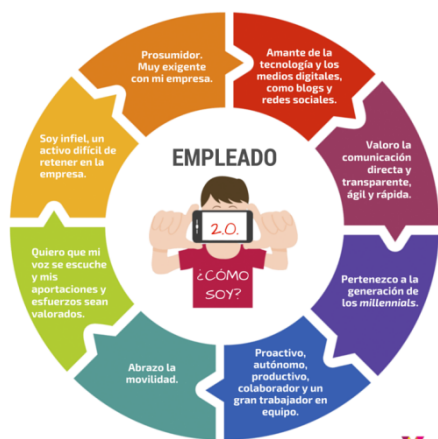 EMPLEADO
2.0.
¿CÓMO
SOY?
Amante de la
tecnología y los
medios digitales,
como blogs y
redes sociales.
Valoro la
comunicación
directa y
transparente,
ágil y rápida.
Pertenezco a la
generación de
los millennials.
Proactivo,
autónomo,
productivo,
colaborador y un
gran trabajador en
equipo.
Abrazo la
movilidad.
Quiero que mi
voz se escuche
y mis
aportaciones y
esfuerzos sean
valorados.
Soy infiel, un
activo difícil de
retener en la
empresa.
Prosumidor.
Muy exigente
con mi empresa.